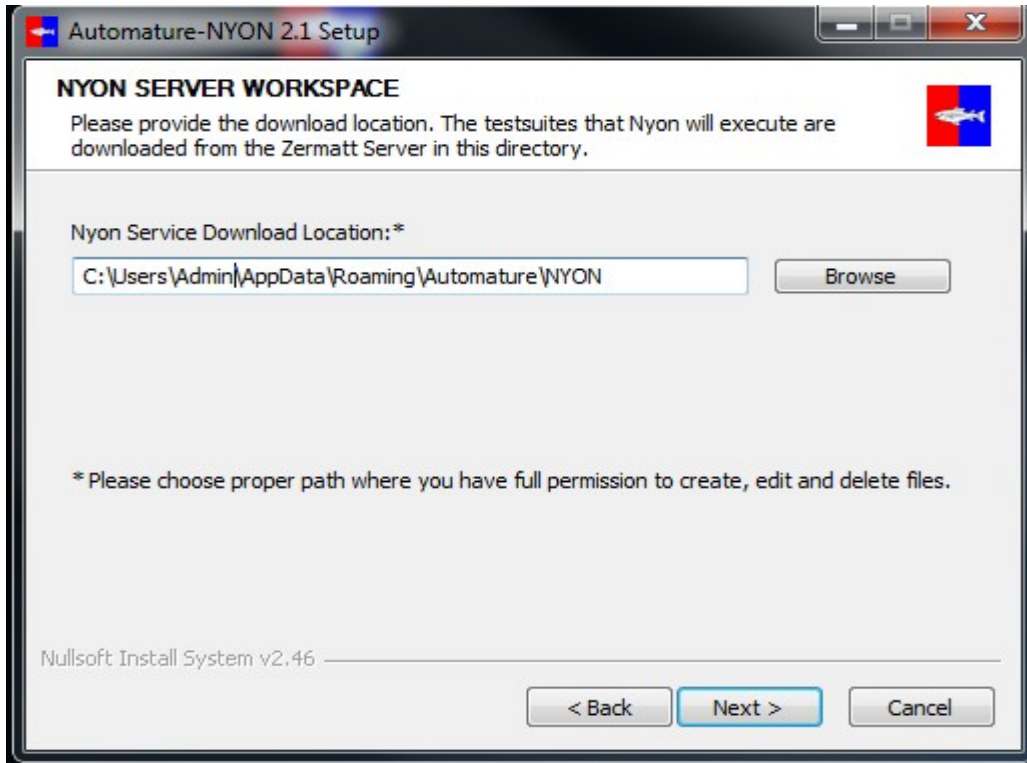 Automature-NYON 2.1 Setup
NYON SERVER WORKSPACE
Please provide the download location. The testsuites that Nyon will execute are
downloaded from the Zermatt Server in this directory.
Nyon Service Download Location:*
C:\Users\Admin\AppData\Roaming\Automature\NYON
Browse
* Please choose proper path where you have full permission to create, edit and delete files.
Nullsoft Install System v2.46
< Back
Next >
Cancel